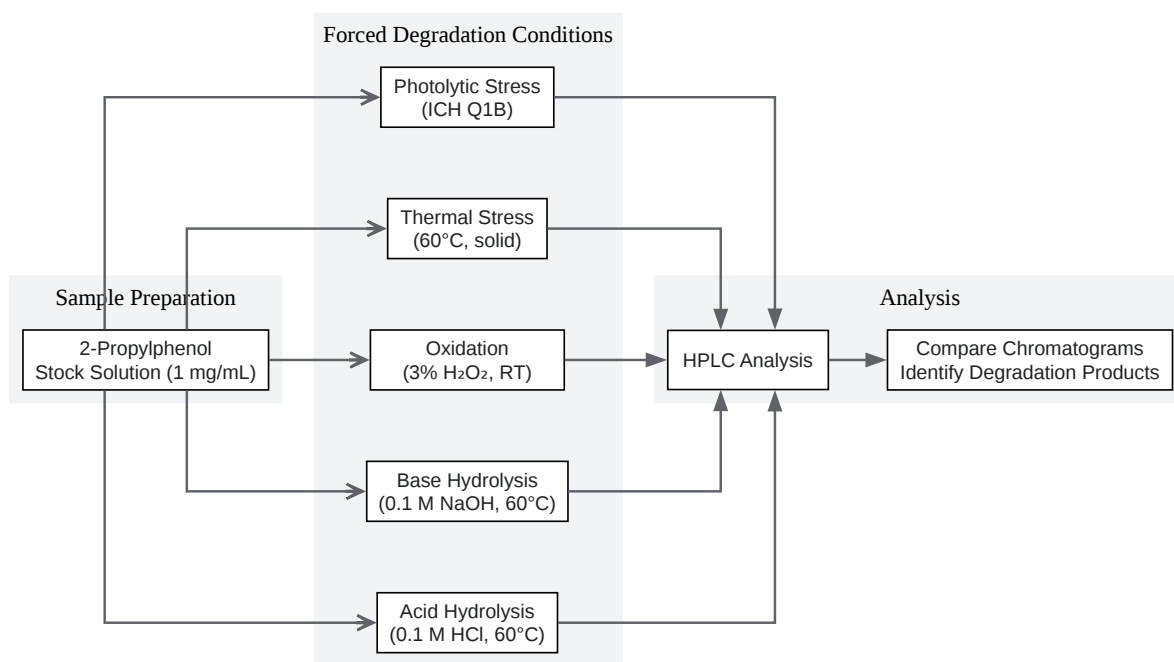 Forced Degradation Conditions
Photolytic Stress
(ICH Q1B)
Thermal Stress
(60°C, solid)
Sample Preparation
Analysis
2-Propylphenol
Stock Solution (1 mg/mL)
Oxidation
(3% H₂O₂, RT)
HPLC Analysis
Compare Chromatograms
Identify Degradation Products
Base Hydrolysis
(0.1 M NaOH, 60°C)
Acid Hydrolysis
(0.1 M HCl, 60°C)